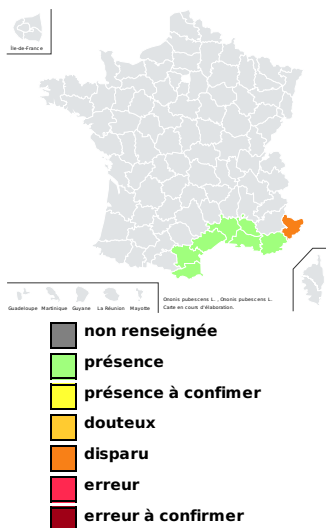 Île-de-France
Guadeloupe Martinique Guyane La Réunion Mayotte
Ononis pubescens L. , Ononis pubescens L.
Carte en cours d'élaboration.
non renseignée
présence
présence à confimer
douteux
disparu
erreur
erreur à confirmer